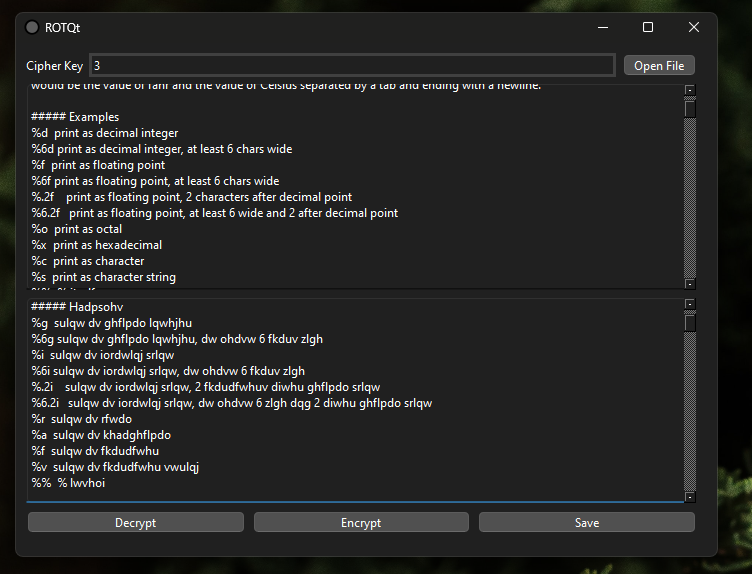 ROTQt
Cipher Key 3 Open File
would be the value of fahr and the value of Celsius separated by a tab and ending with a newline.
##### Examples
%d  print as decimal integer
%6d print as decimal integer, at least 6 chars wide
%f  print as floating point
%6f print as floating point, at least 6 chars wide
%.2f    print as floating point, 2 characters after decimal point
%6.2f   print as floating point, at least 6 wide and 2 after decimal point
%o  print as octal
%x  print as hexadecimal
%c  print as character
%s  print as character string
%%  % itself
##### Hadpsohv
%g  sulqw dv ghflpdo lqwhjhu
%6g sulqw dv ghflpdo lqwhjhu, dw ohdvw 6 fkduv zlgh
%i  sulqw dv iordwlqj srlqw
%6i sulqw dv iordwlqj srlqw, dw ohdvw 6 fkduv zlgh
%.2i    sulqw dv iordwlqj srlqw, 2 fkdudfwhuv diwhu ghflpdo srlqw
%6.2i   sulqw dv iordwlqj srlqw, dw ohdvw 6 zlgh dqg 2 diwhu ghflpdo srlqw
%r  sulqw dv rfwdo
%a  sulqw dv khadghflpdo
%f  sulqw dv fkdudfwhu
%v  sulqw dv fkdudfwhu vwulqj
%%  % lwvhoi
Decrypt Encrypt Save